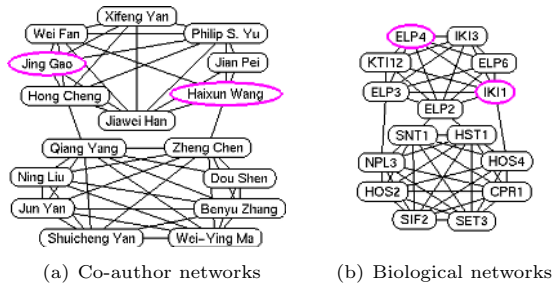 Xifeng Yan
Wei Fan
Philip S. Yu
Jing Gao
Jian Pei
Hong Cheng
Haixun Wang
Jiawei Han
Qiang Yang
Zheng Chen
Ning Liu
Dou Shen
Jun Yan
Benyu Zhang
Shuicheng Yan
Wei-Ying Ma
(a) Co-author networks
ELP4
IKI3
KTI12
ELP6
ELP3
IKI1
ELP2
SNT1
HST1
NPL3
HOS4
HOS2
CPR1
SIF2
SET3
(b) Biological networks